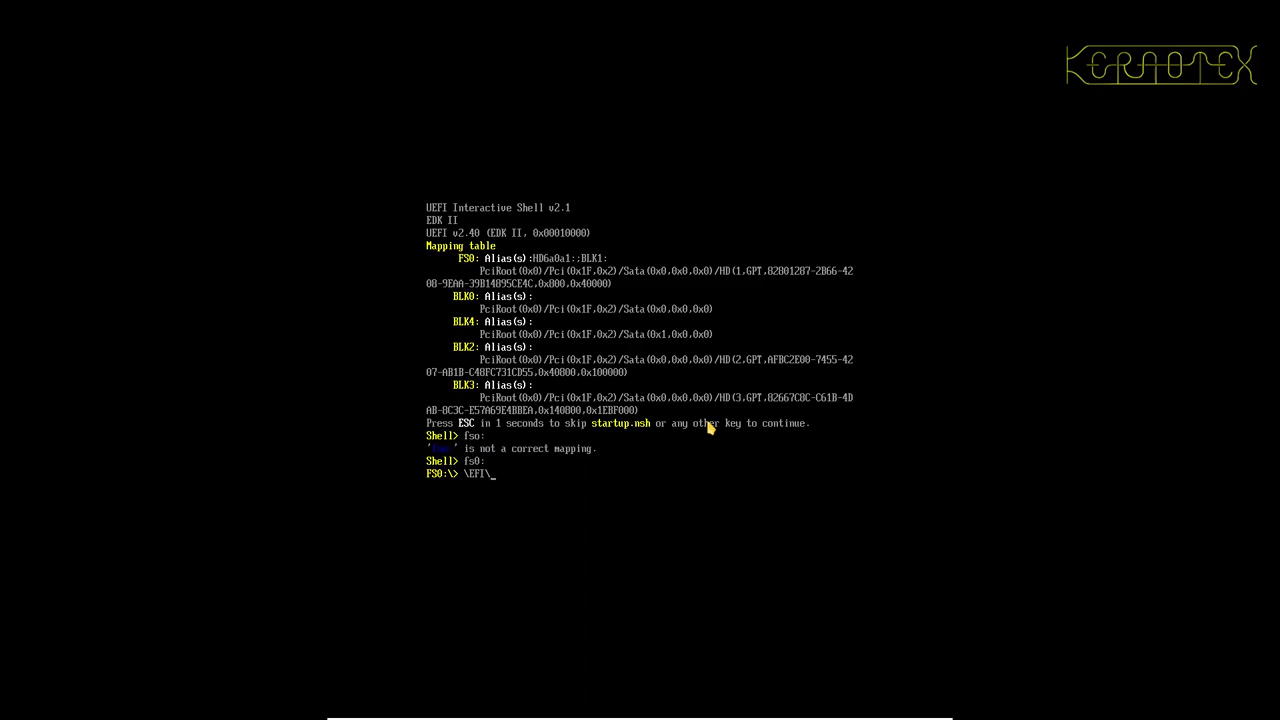 KERNOTEX
UEFI Interactive Shell v2.1
EDK II
UEFI v2.40 (EDK II, 0x00010000)
Mapping table
FS0: Alias(s):HD6a0a1:;BLK1:
PciRoot(0x0)/Pci(0x1F,0x2)/Sata(0x0,0x0,0x0)/HD(1,GPT,82801287-2B66-42
08-9EAA-39B14895CE4C,0x800,0x40000)
BLK0: Alias(s):
PciRoot(0x0)/Pci(0x1F,0x2)/Sata(0x0,0x0,0x0)
BLK4: Alias(s):
PciRoot(0x0)/Pci(0x1F,0x2)/Sata(0x1,0x0,0x0)
BLK2: Alias(s):
PciRoot(0x0)/Pci(0x1F,0x2)/Sata(0x0,0x0,0x0)/HD(2,GPT,AFBC2E00-7455-42
07-AB1B-C48FC731CD55,0x40800,0x100000)
BLK3: Alias(s):
PciRoot(0x0)/Pci(0x1F,0x2)/Sata(0x0,0x0,0x0)/HD(3,GPT,82667C8C-C61B-4D
AB-8C3C-E57A69E4BBEA,0x140800,0x1EBF000)
Press ESC in 1 seconds to skip startup.nsh or any other key to continue.
Shell> fso:
'fso:' is not a correct mapping.
Shell> fs0:
FS0:\> \EFI\_